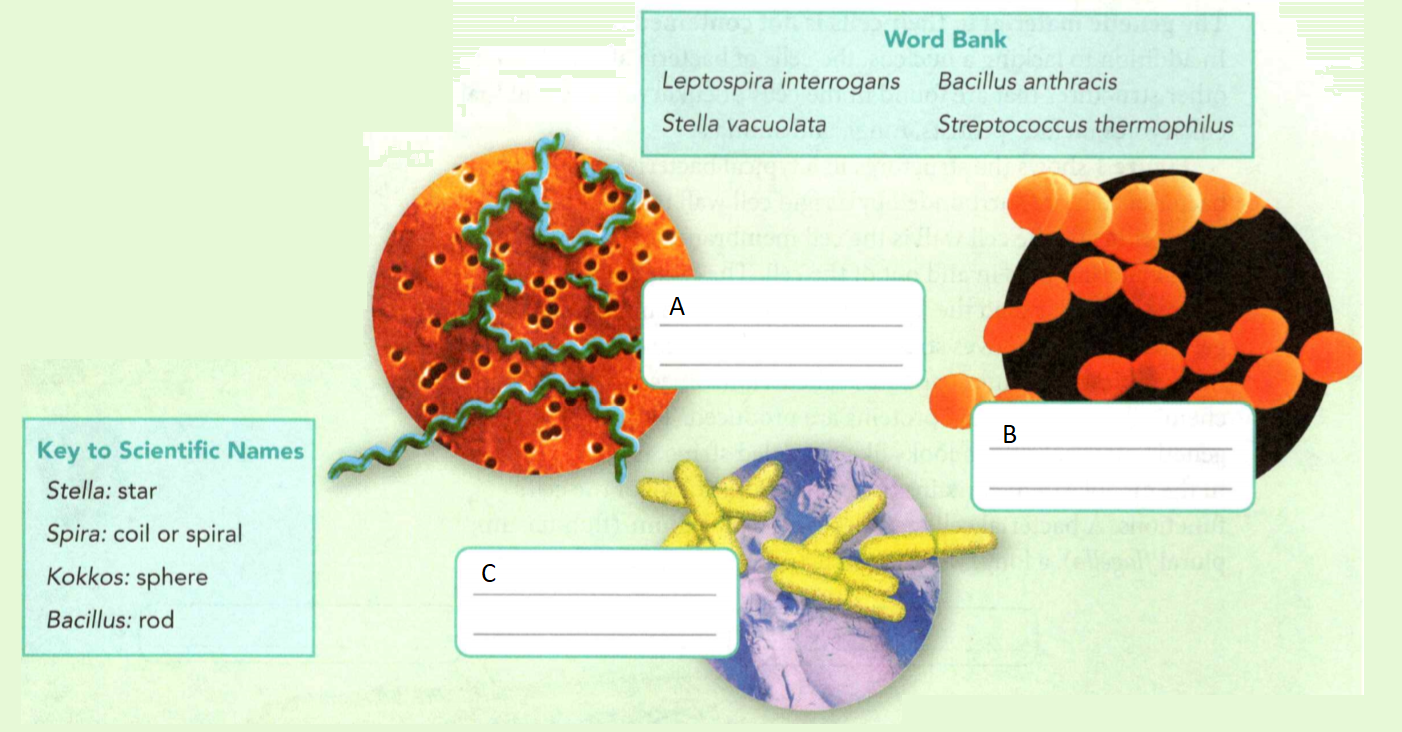 Word Bank
Leptospira interrogans Bacillus anthracis
Stella vacuolata Streptococcus thermophilus
A
B
Key to Scientific Names
Stella: star
Spira: coil or spiral
Kokkos: sphere
Bacillus: rod
C